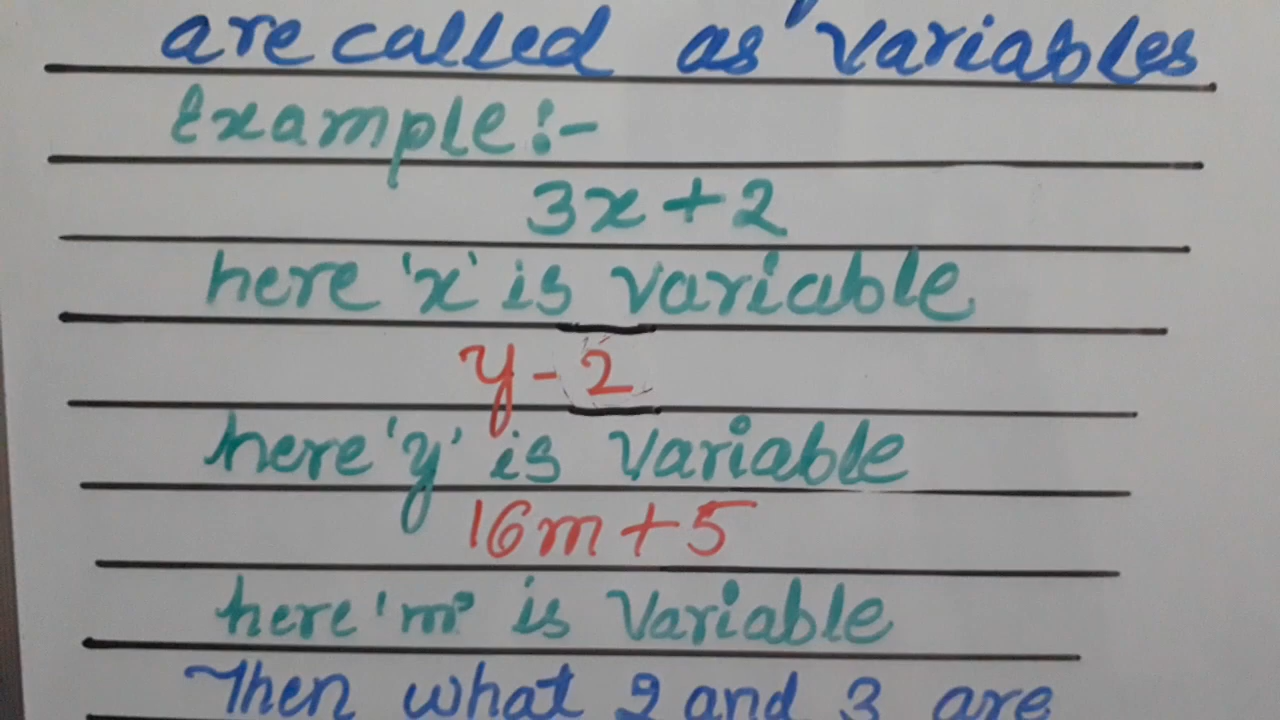 are called as 'variables
Example:-
3x+2
here 'x' is variable
y-2
here 'y' is variable
16m+5
here 'm' is variable
Then what 2 and 3 are